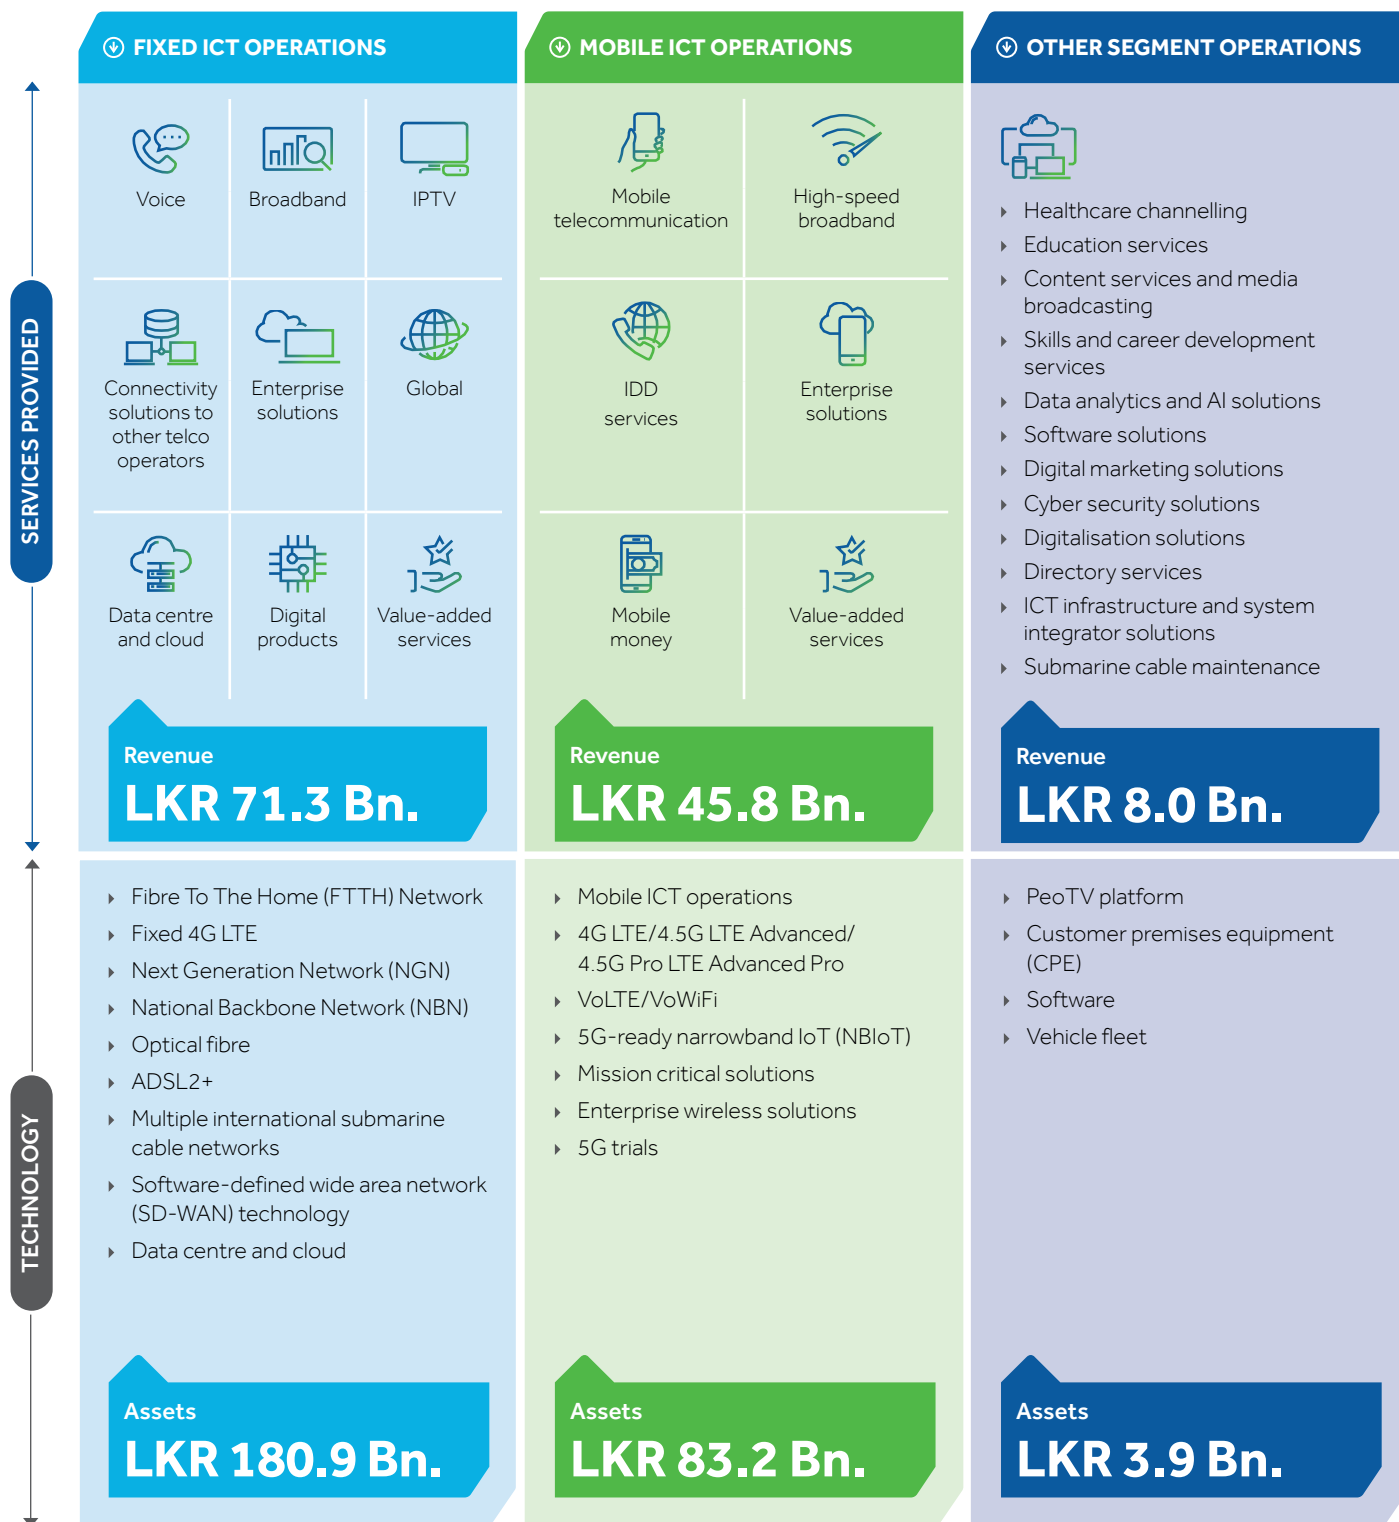 FIXED ICT OPERATIONS
Voice
Broadband
IPTV
Connectivity
solutions to
other telco
operators
Enterprise
solutions
Global
Data centre
and cloud
Digital
products
Value-added
services
Revenue
LKR 71.3 Bn.
MOBILE ICT OPERATIONS
Mobile
telecommunication
High-speed
broadband
IDD
services
Enterprise
solutions
Mobile
money
Value-added
services
Revenue
LKR 45.8 Bn.
OTHER SEGMENT OPERATIONS
Healthcare channelling
Education services
Content services and media
broadcasting
Skills and career development
services
Data analytics and AI solutions
Software solutions
Digital marketing solutions
Cyber security solutions
Digitalisation solutions
Directory services
ICT infrastructure and system
integrator solutions
Submarine cable maintenance
Revenue
LKR 8.0 Bn.
SERVICES PROVIDED
Fibre To The Home (FTTH) Network
Fixed 4G LTE
Next Generation Network (NGN)
National Backbone Network (NBN)
Optical fibre
ADSL2+
Multiple international submarine
cable networks
Software-defined wide area network
(SD-WAN) technology
Data centre and cloud
Assets
LKR 180.9 Bn.
Mobile ICT operations
4G LTE/4.5G LTE Advanced/
4.5G Pro LTE Advanced Pro
VoLTE/VoWiFi
5G-ready narrowband IoT (NBIoT)
Mission critical solutions
Enterprise wireless solutions
5G trials
Assets
LKR 83.2 Bn.
PeoTV platform
Customer premises equipment
(CPE)
Software
Vehicle fleet
Assets
LKR 3.9 Bn.
TECHNOLOGY